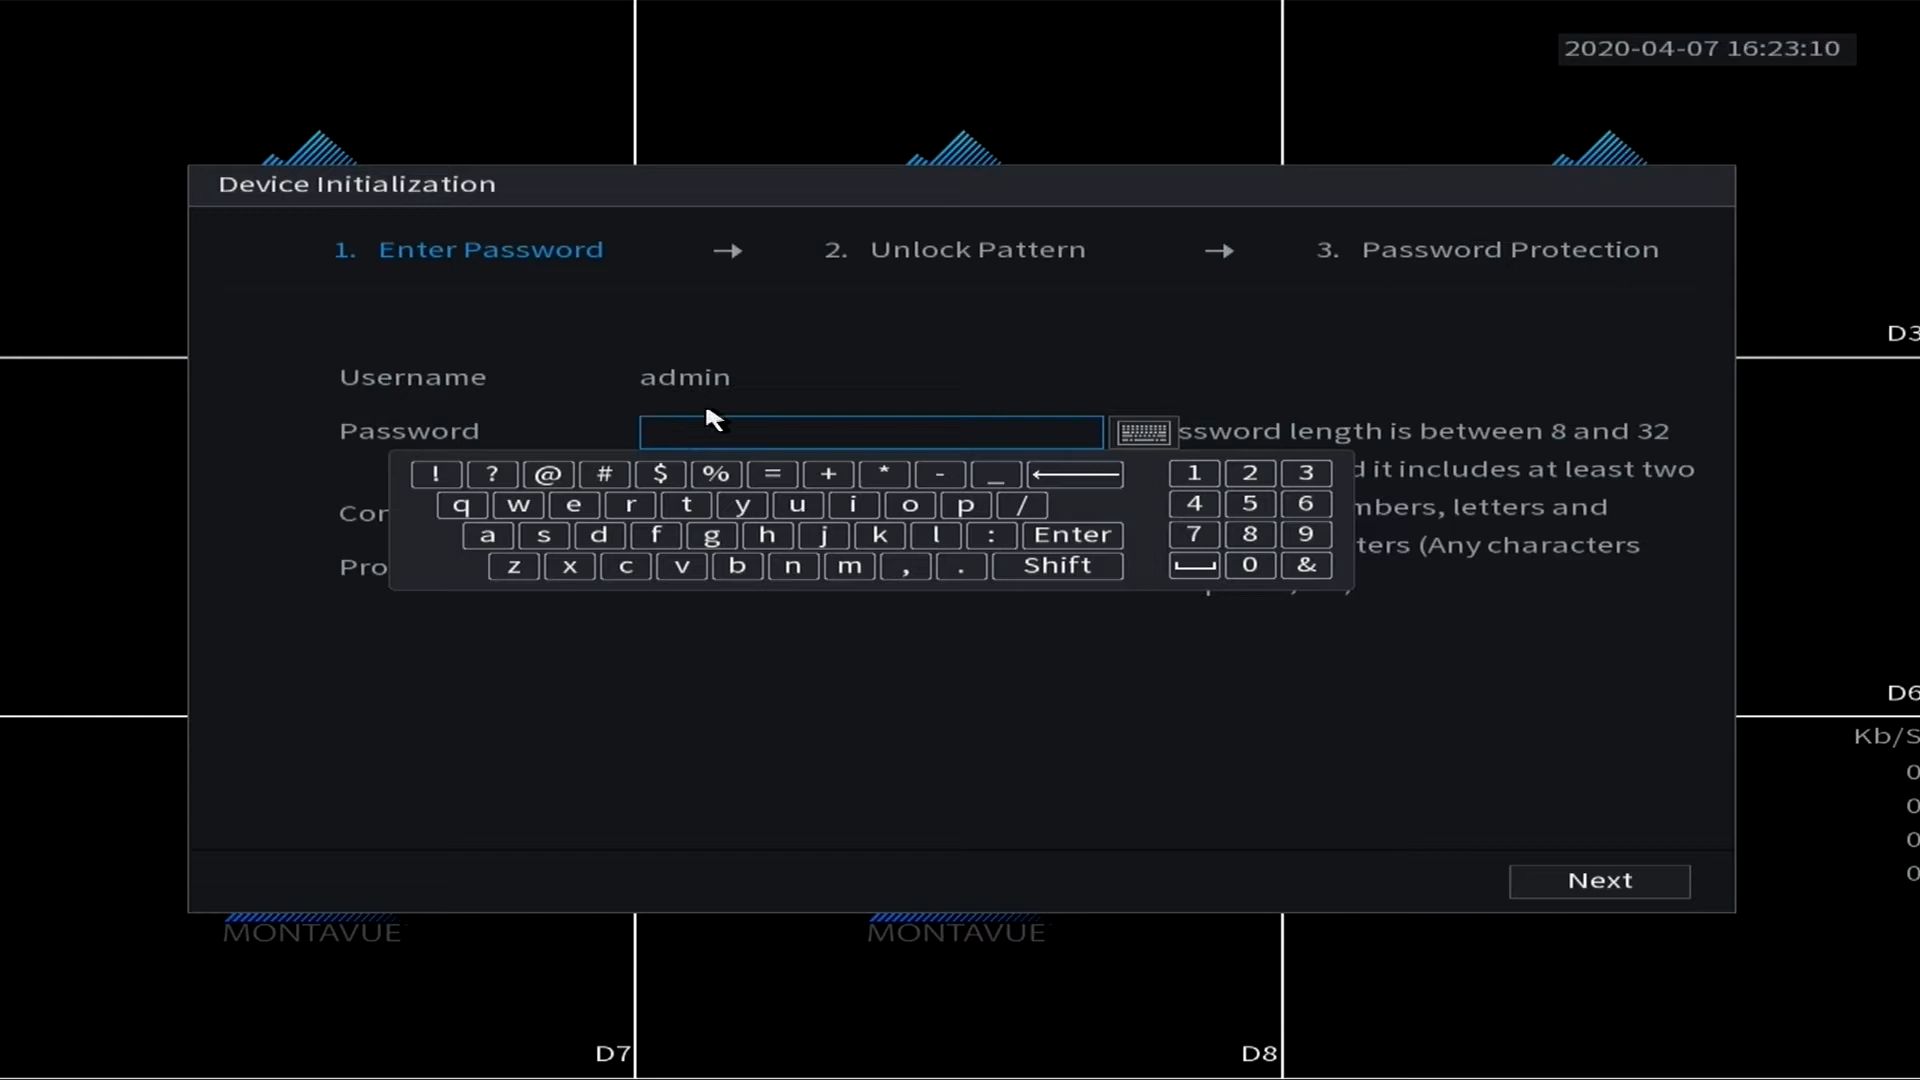 2020-04-07 16:23:10
Device Initialization
1. Enter Password → 2. Unlock Pattern → 3. Password Protection
D3
Username admin
Password
ssword length is between 8 and 32
! ? @ # $ % = + * - _ 1 2 3
d it includes at least two
q w e r t y u i o p / 4 5 6
Cor
mbers, letters and
a s d f g h j k l : Enter 7 8 9
ters (Any characters
z x c v b n m , . Shift 0 &
Pro
D6
Kb/S
0
0
0
0
Next
MONTAVUE MONTAVUE
D7 D8